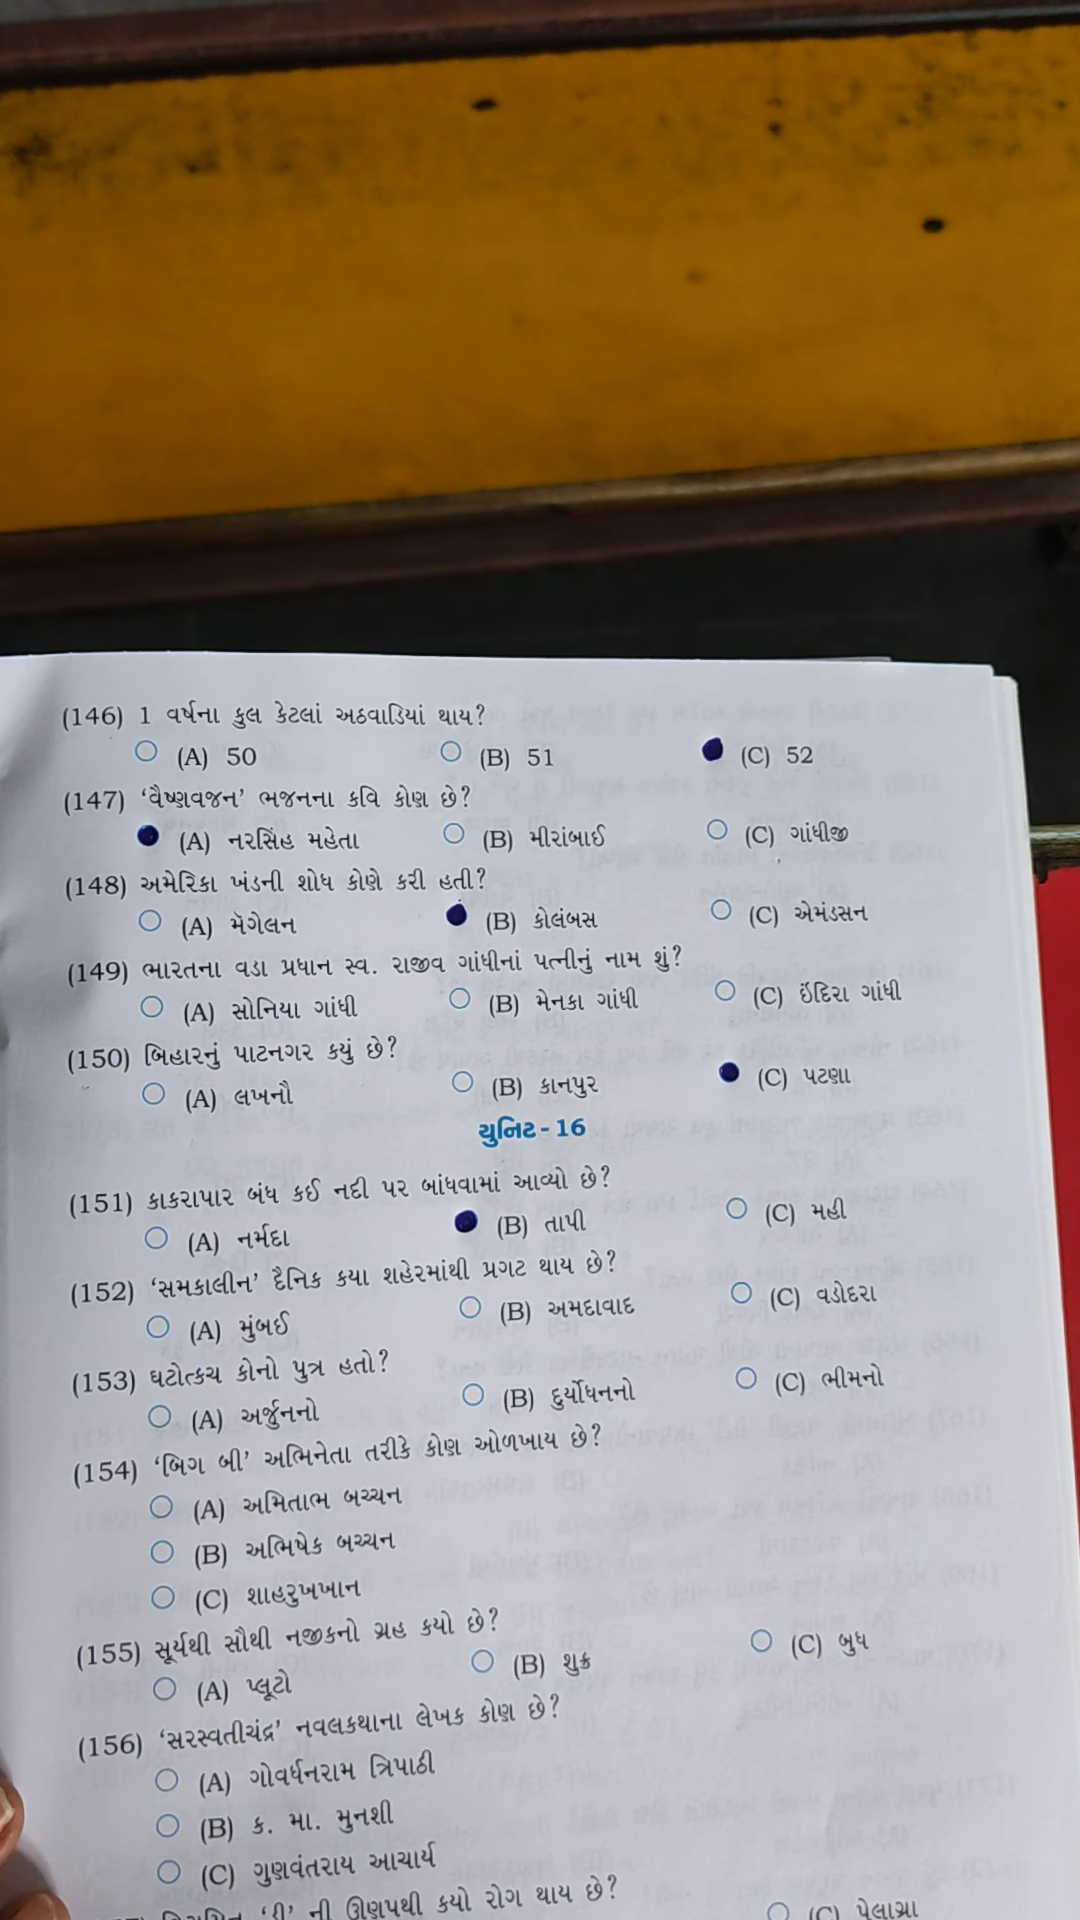 (146) 1 વર્ષના કુલ કેટલાં અઠવાડિયાં થાય?
(A) 50 (B) 51 (C) 52
(147) ‘વૈષ્ણવજન’ ભજનના કવિ કોણ છે?
(A) નરસિંહ મહેતા (B) મીરાંબાઈ (C) ગાંધીજી
(148) અમેરિકા ખંડની શોધ કોણે કરી હતી?
(A) મૅગેલન (B) કોલંબસ (C) એમંડસન
(149) ભારતના વડા પ્રધાન સ્વ. રાજીવ ગાંધીનાં પત્નીનું નામ શું?
(A) સોનિયા ગાંધી (B) મેનકા ગાંધી (C) ઈંદિરા ગાંધી
(150) બિહારનું પાટનગર કયું છે?
(A) લખનૌ (B) કાનપુર (C) પટણા
યુનિટ - 16
(151) કાકરાપાર બંધ કઈ નદી પર બાંધવામાં આવ્યો છે?
(A) નર્મદા (B) તાપી (C) મહી
(152) ‘સમકાલીન’ દૈનિક કયા શહેરમાંથી પ્રગટ થાય છે?
(A) મુંબઈ (B) અમદાવાદ (C) વડોદરા
(153) ઘટોત્કચ કોનો પુત્ર હતો?
(A) અર્જુનનો (B) દુર્યોધનનો (C) ભીમનો
(154) ‘બિગ બી’ અભિનેતા તરીકે કોણ ઓળખાય છે?
(A) અમિતાભ બચ્ચન
(B) અભિષેક બચ્ચન
(C) શાહરુખખાન
(155) સૂર્યથી સૌથી નજીકનો ગ્રહ કયો છે?
(A) પ્લૂટો (B) શુક્ર (C) બુધ
(156) ‘સરસ્વતીચંદ્ર’ નવલકથાના લેખક કોણ છે?
(A) ગોવર્ધનરામ ત્રિપાઠી
(B) ક. મા. મુનશી
(C) ગુણવંતરાય આચાર્ય
ની ઊણપથી કયો રોગ થાય છે?
(C) પેલાગ્રા